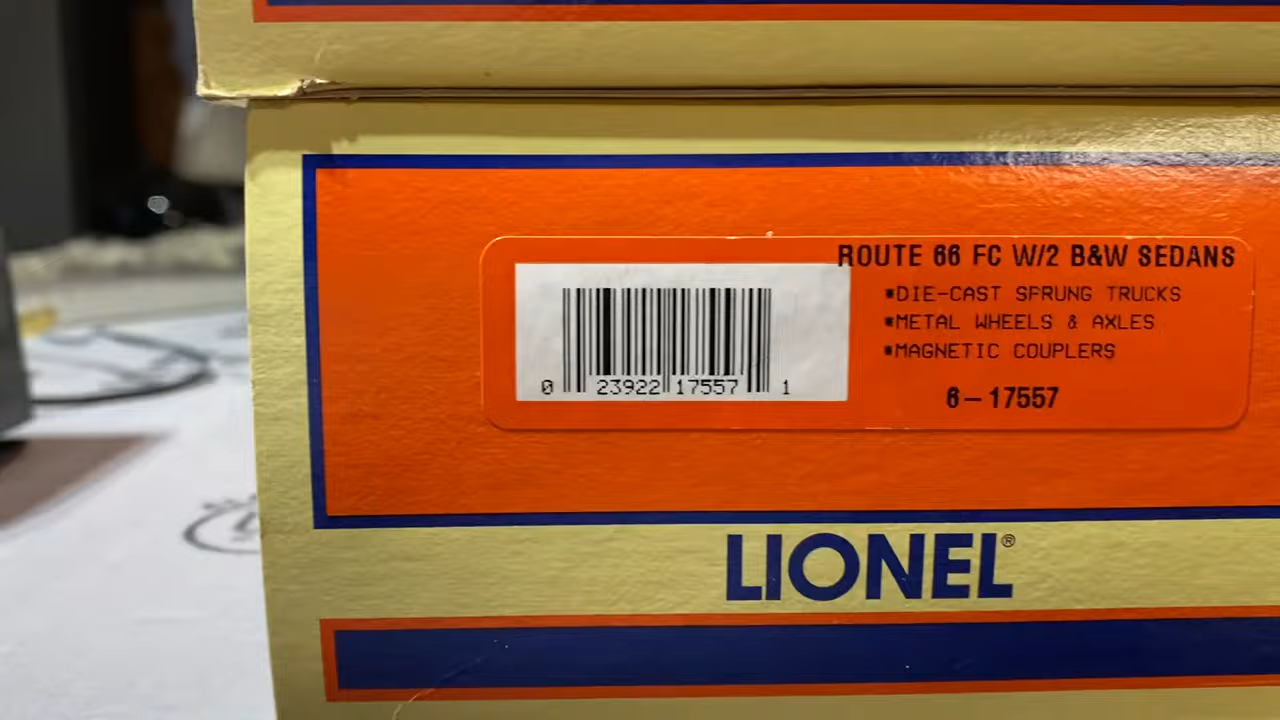 ROUTE 66 FC W/2 B&W SEDANS
▪DIE-CAST SPRUNG TRUCKS
▪METAL WHEELS & AXLES
▪MAGNETIC COUPLERS
6-17557
0 23922 17557 1
LIONEL®